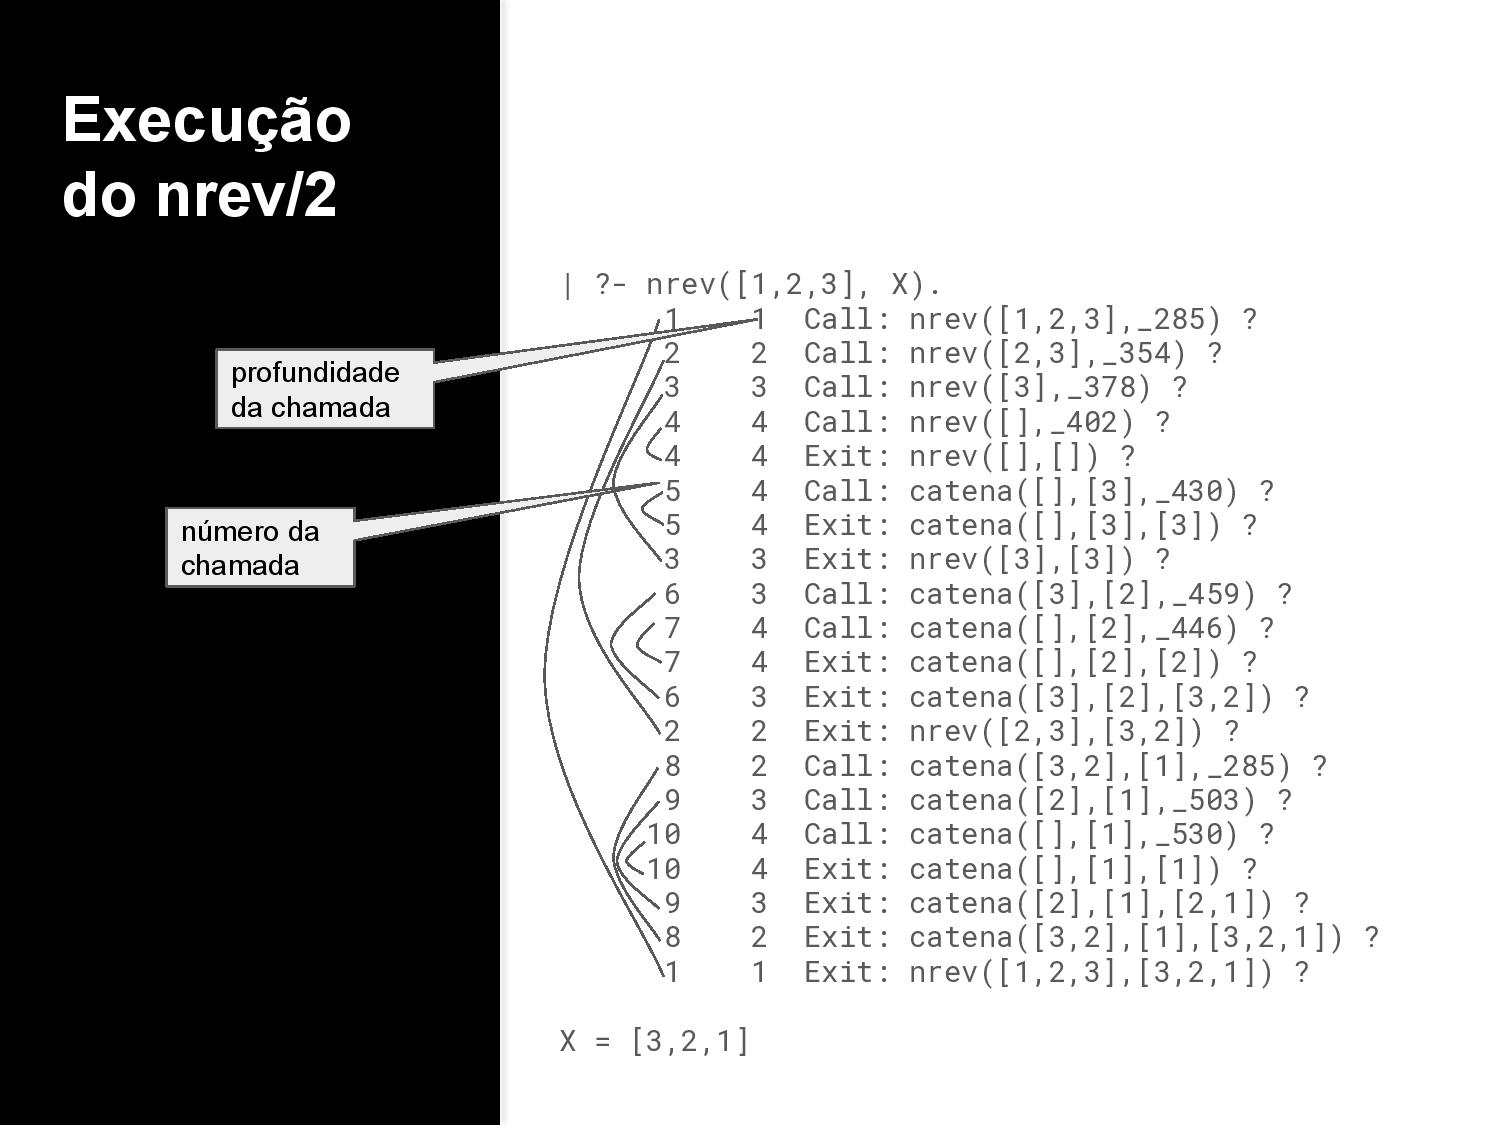 Execução
do nrev/2
profundidade
da chamada
número da
chamada
| ?- nrev([1,2,3], X).
1 1 Call: nrev([1,2,3],_285) ?
2 2 Call: nrev([2,3],_354) ?
3 3 Call: nrev([3],_378) ?
4 4 Call: nrev([],_402) ?
4 4 Exit: nrev([],[]) ?
5 4 Call: catena([],[3],_430) ?
5 4 Exit: catena([],[3],[3]) ?
3 3 Exit: nrev([3],[3]) ?
6 3 Call: catena([3],[2],_459) ?
7 4 Call: catena([],[2],_446) ?
7 4 Exit: catena([],[2],[2]) ?
6 3 Exit: catena([3],[2],[3,2]) ?
2 2 Exit: nrev([2,3],[3,2]) ?
8 2 Call: catena([3,2],[1],_285) ?
9 3 Call: catena([2],[1],_503) ?
10 4 Call: catena([],[1],_530) ?
10 4 Exit: catena([],[1],[1]) ?
9 3 Exit: catena([2],[1],[2,1]) ?
8 2 Exit: catena([3,2],[1],[3,2,1]) ?
1 1 Exit: nrev([1,2,3],[3,2,1]) ?
X = [3,2,1]